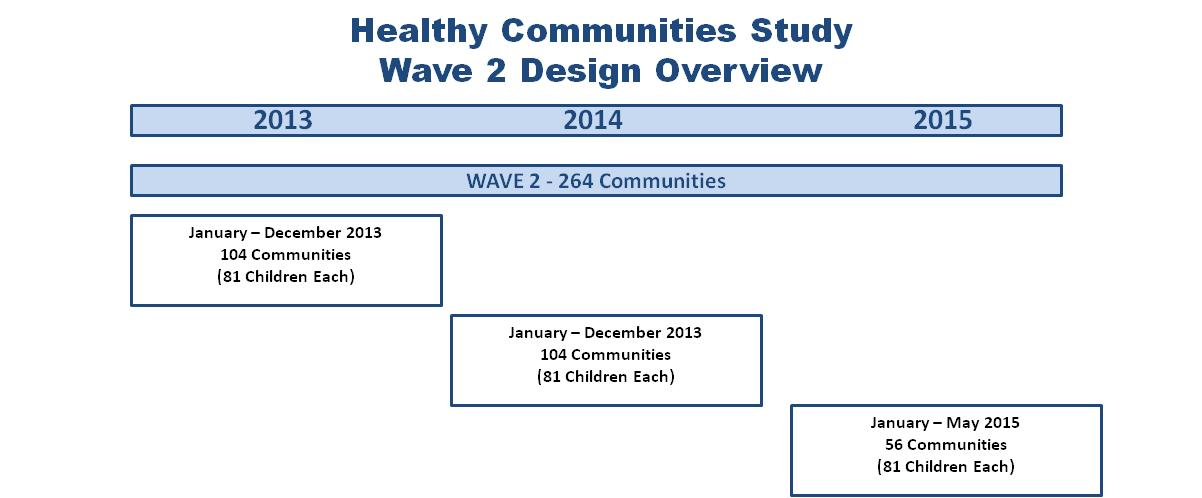 Healthy Communities Study
Wave 2 Design Overview
2013 2014 2015
WAVE 2 - 264 Communities
January – December 2013
104 Communities
(81 Children Each)
January – December 2013
104 Communities
(81 Children Each)
January – May 2015
56 Communities
(81 Children Each)